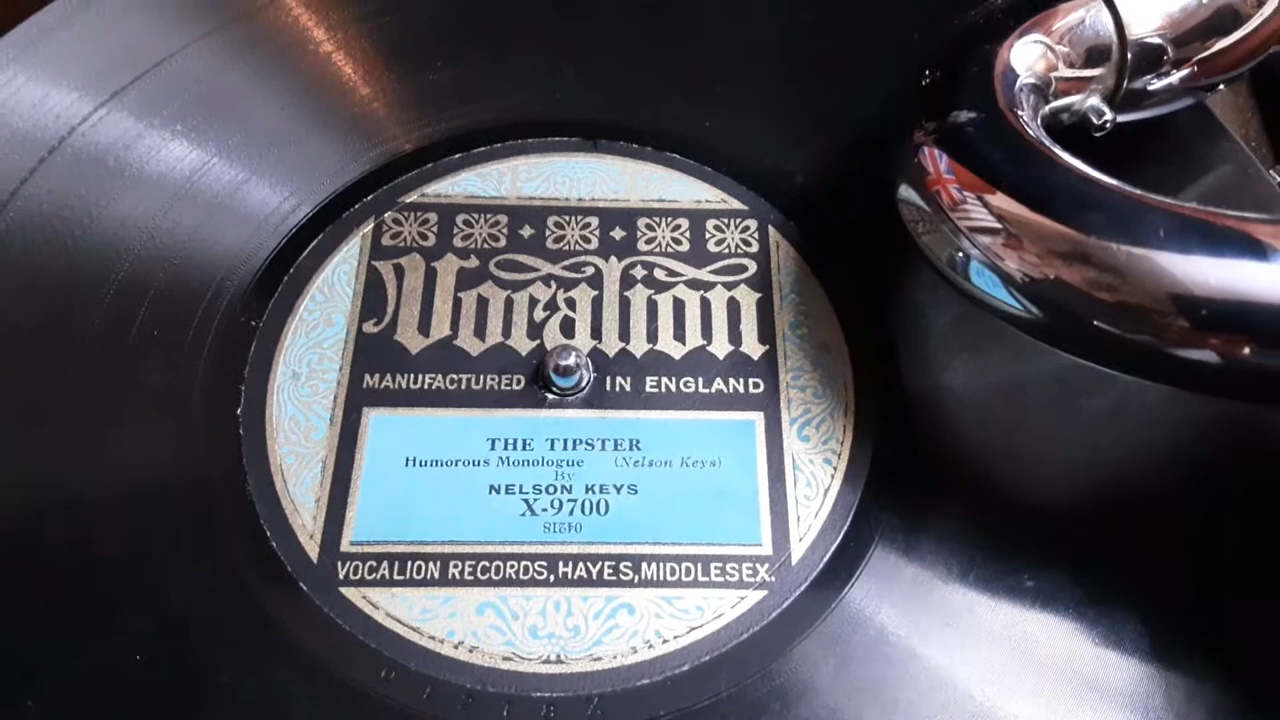 Vocalion
MANUFACTURED IN ENGLAND
THE TIPSTER
Humorous Monologue (Nelson Keys)
By
NELSON KEYS
X-9700
04218
VOCALION RECORDS, HAYES, MIDDLESEX.